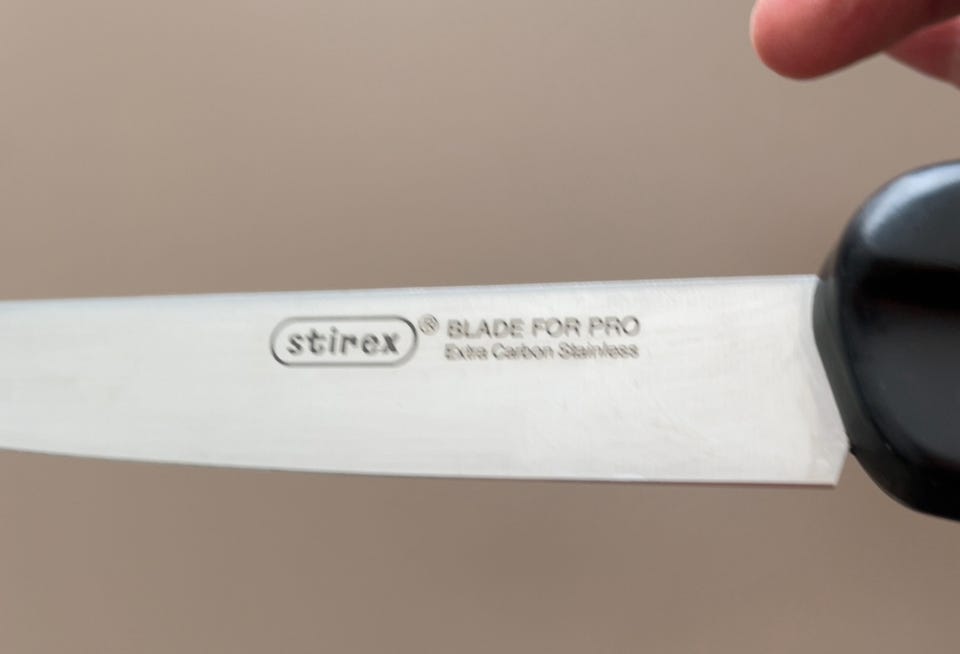 stirex® BLADE FOR PRO
Extra Carbon Stainless